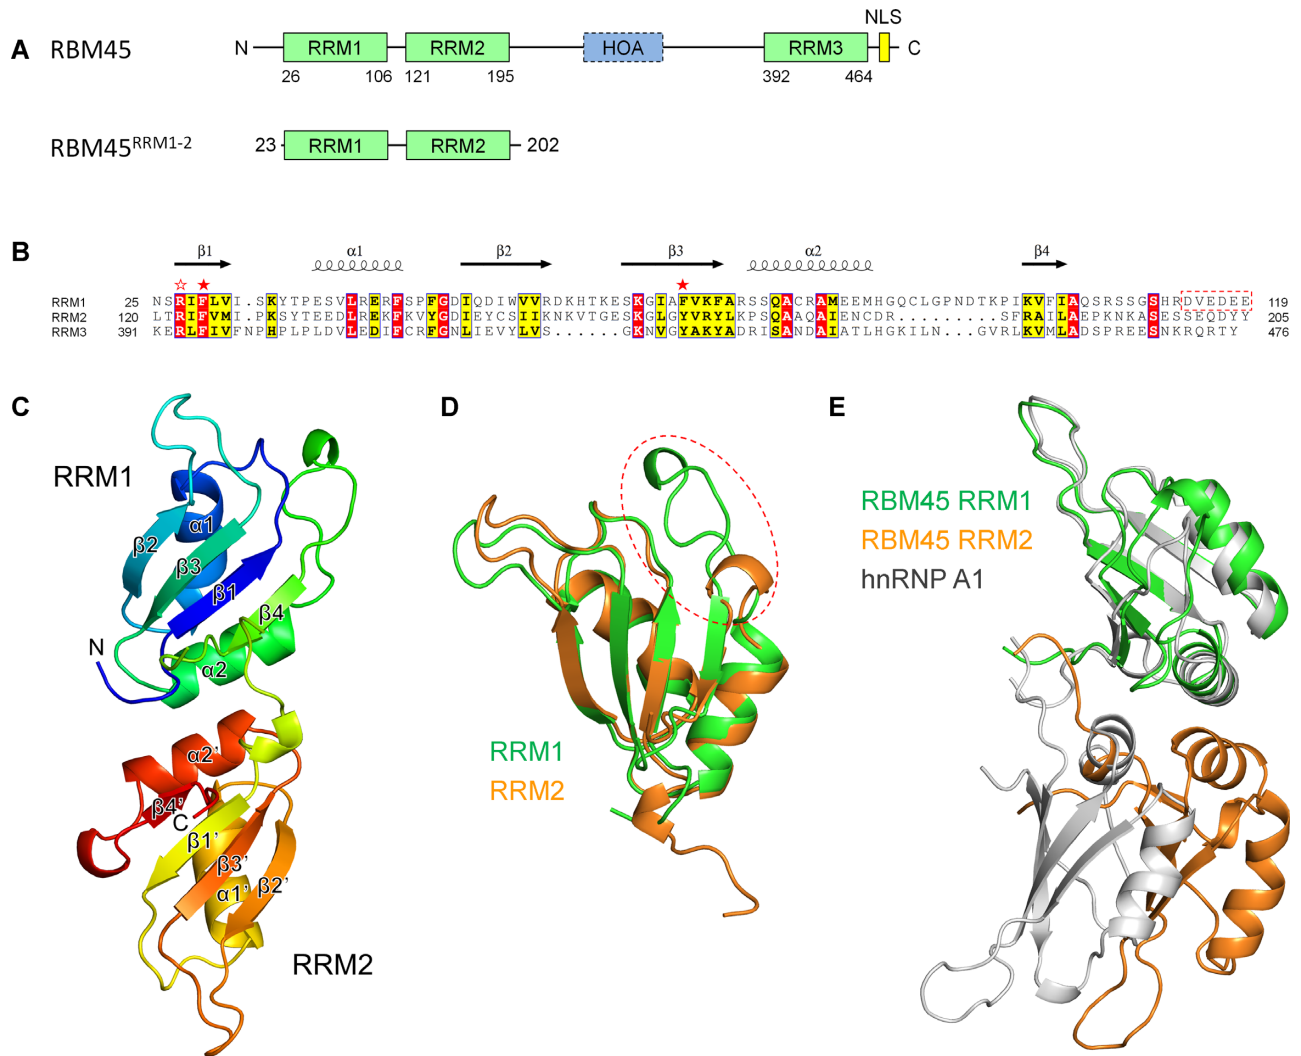 A RBM45 N RRM1 RRM2 HOA RRM3 NLS C
26 106 121 195 392 464
RBM45RRM1-2 23 RRM1 RRM2 202
B
β1 α1 β2 β3 α2 β4
RRM1 25 NSRIFLVI.SKYTPESVLRERFSPFGDIQDIWVVRDKHTKESKGIAFVKFARSSQACRAMEEMHGQCLGPNDTKPIKVFIAQSRSSGSHRDVEDEE 119
RRM2 120 LTRIFVMI.PKSYTEEDLREKFKVYGDIEYCSIIKNKVTGESKGLGYVRYLKPSQAAQAIENCDR.........SFRAILAEPKNKASESSEQDYY 205
RRM3 391 KERLFIVFNPHPLPLDVLEDIFCRFGNLIEVYLVS......GKNVGYAKYADRISANDAIATLHGKILN...GVRLKVMLADSPREESNKRQRTY 476
C
RRM1
α1
β2
β3
β1
β4
N
α2
α2’
β4’
C
β1’
β3’
α1’ β2’
RRM2
D
RRM1
RRM2
E
RBM45 RRM1
RBM45 RRM2
hnRNP A1